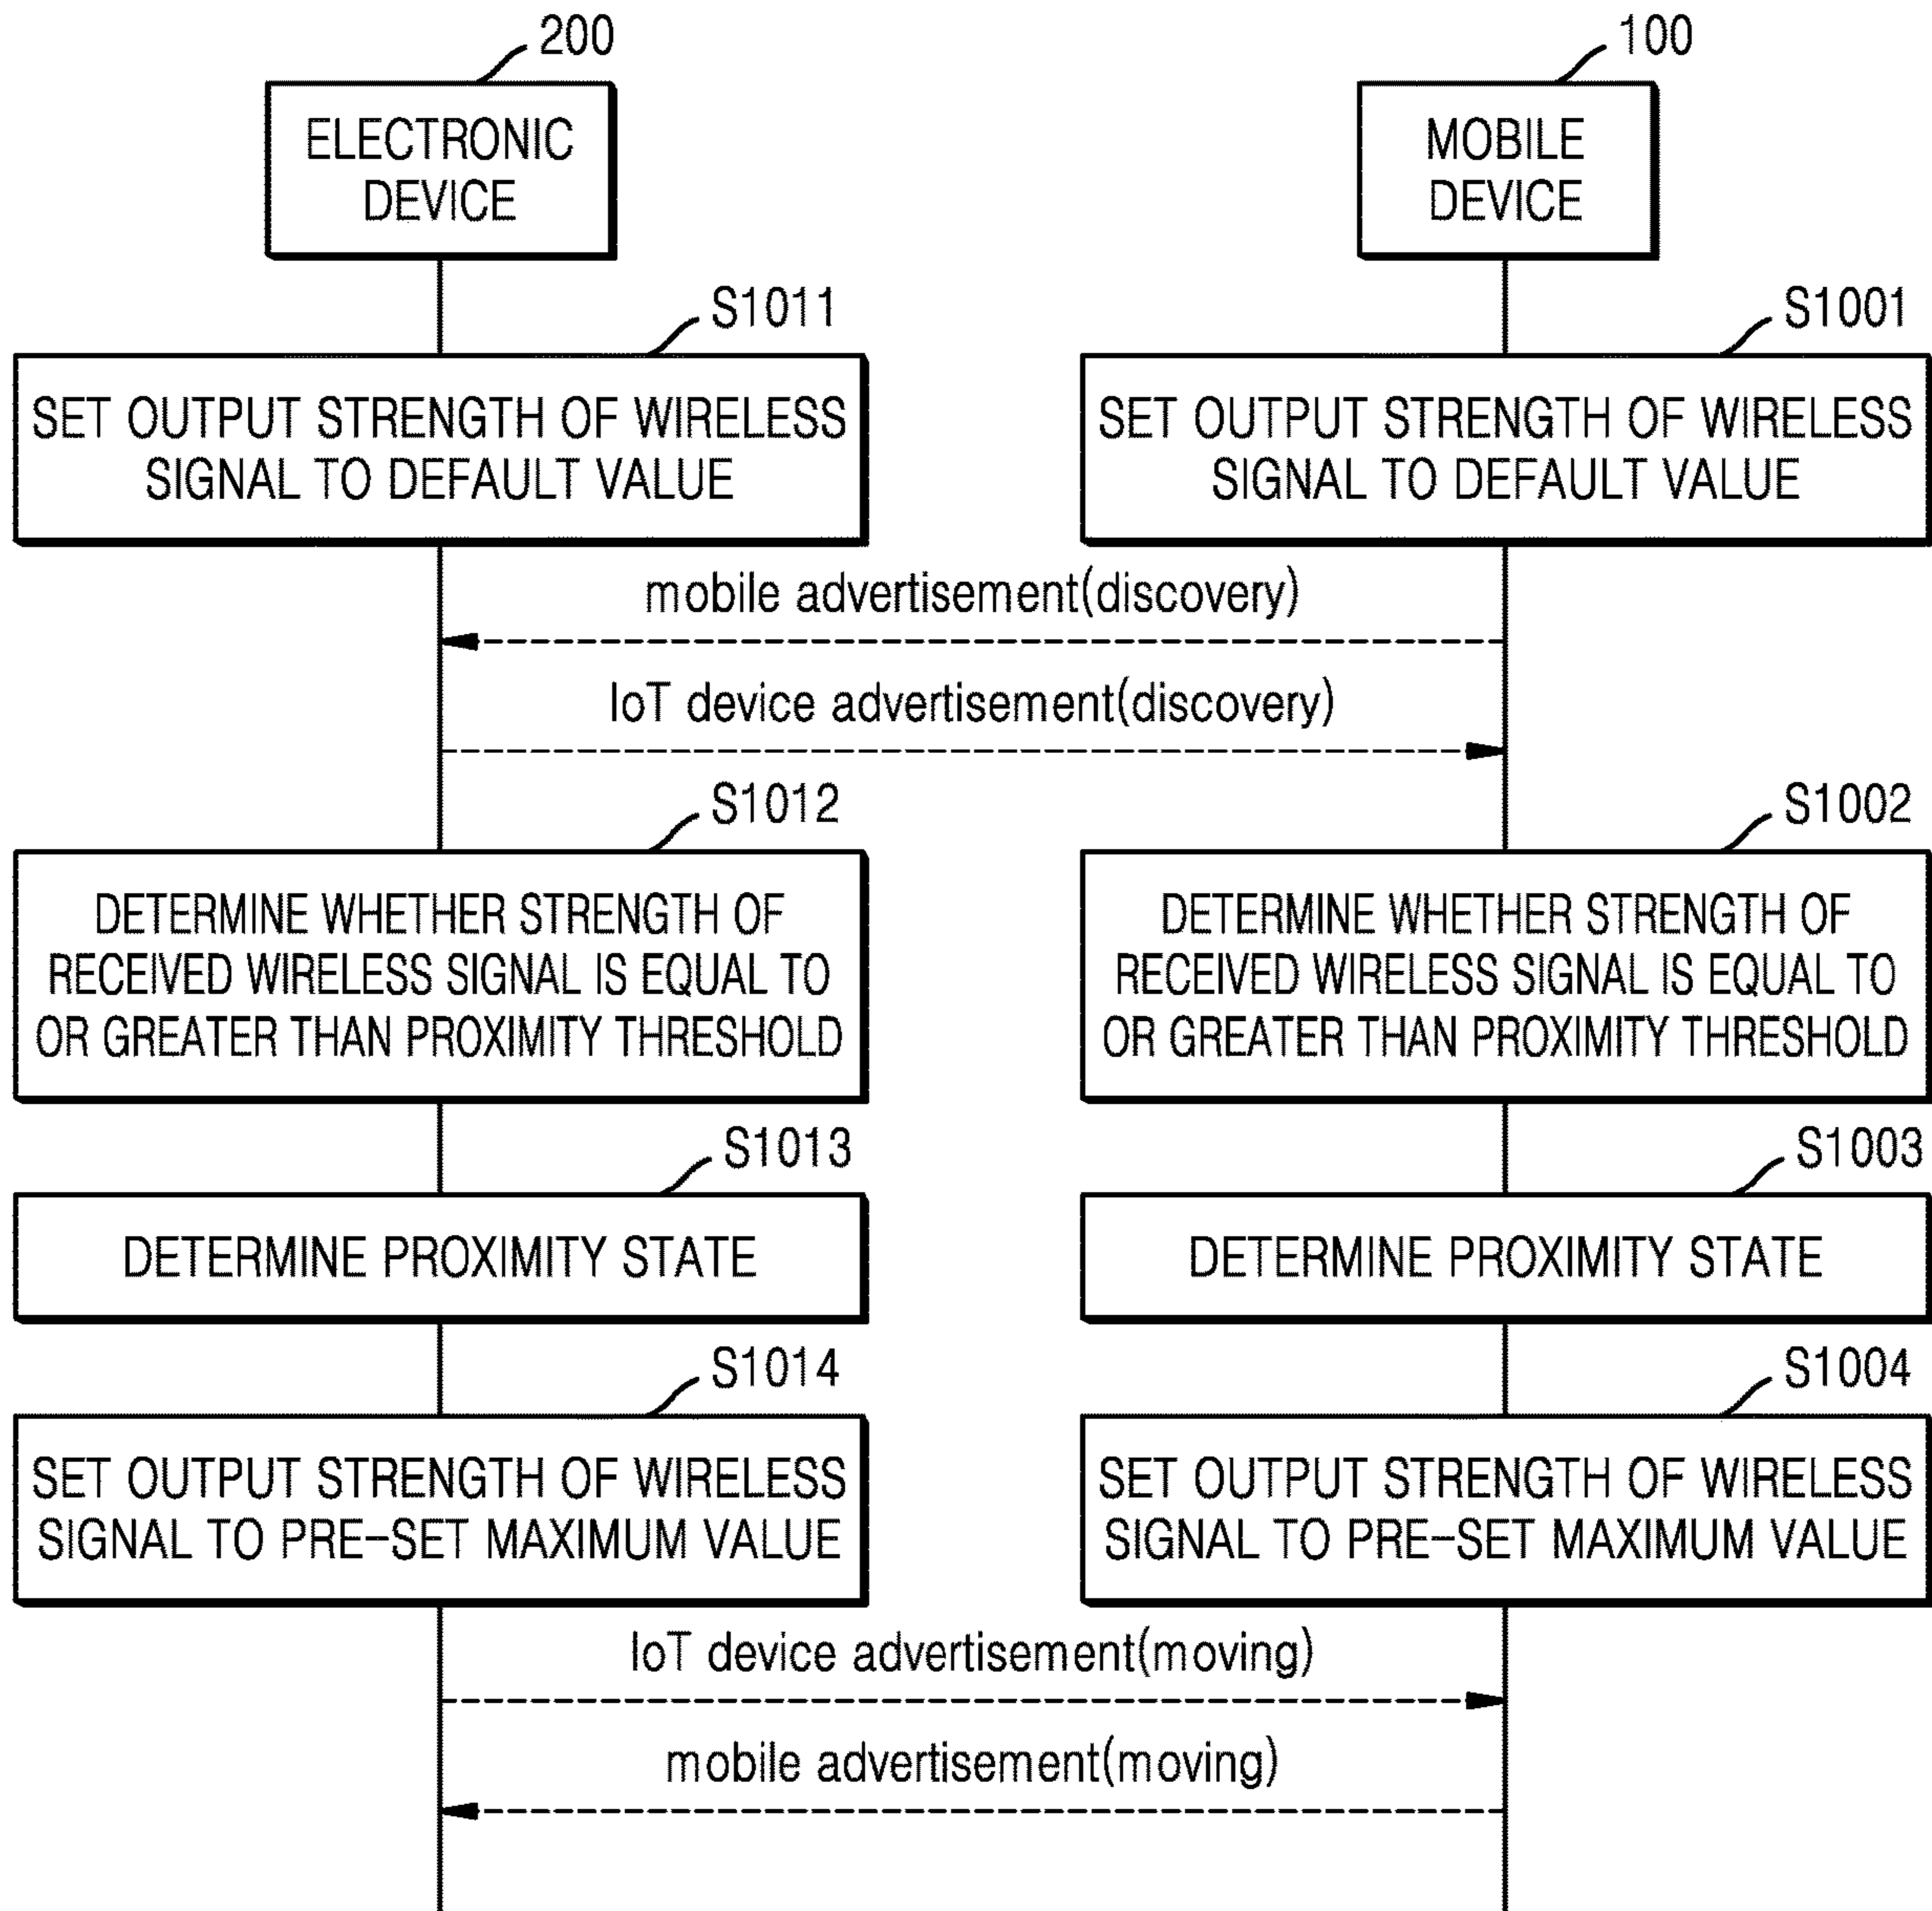 200
100
ELECTRONIC
DEVICE
MOBILE
DEVICE
S1011
S1001
SET OUTPUT STRENGTH OF WIRELESS
SIGNAL TO DEFAULT VALUE
SET OUTPUT STRENGTH OF WIRELESS
SIGNAL TO DEFAULT VALUE
mobile advertisement(discovery)
IoT device advertisement(discovery)
S1012
S1002
DETERMINE WHETHER STRENGTH OF
RECEIVED WIRELESS SIGNAL IS EQUAL TO
OR GREATER THAN PROXIMITY THRESHOLD
DETERMINE WHETHER STRENGTH OF
RECEIVED WIRELESS SIGNAL IS EQUAL TO
OR GREATER THAN PROXIMITY THRESHOLD
S1013
S1003
DETERMINE PROXIMITY STATE
DETERMINE PROXIMITY STATE
S1014
S1004
SET OUTPUT STRENGTH OF WIRELESS
SIGNAL TO PRE-SET MAXIMUM VALUE
SET OUTPUT STRENGTH OF WIRELESS
SIGNAL TO PRE-SET MAXIMUM VALUE
IoT device advertisement(moving)
mobile advertisement(moving)